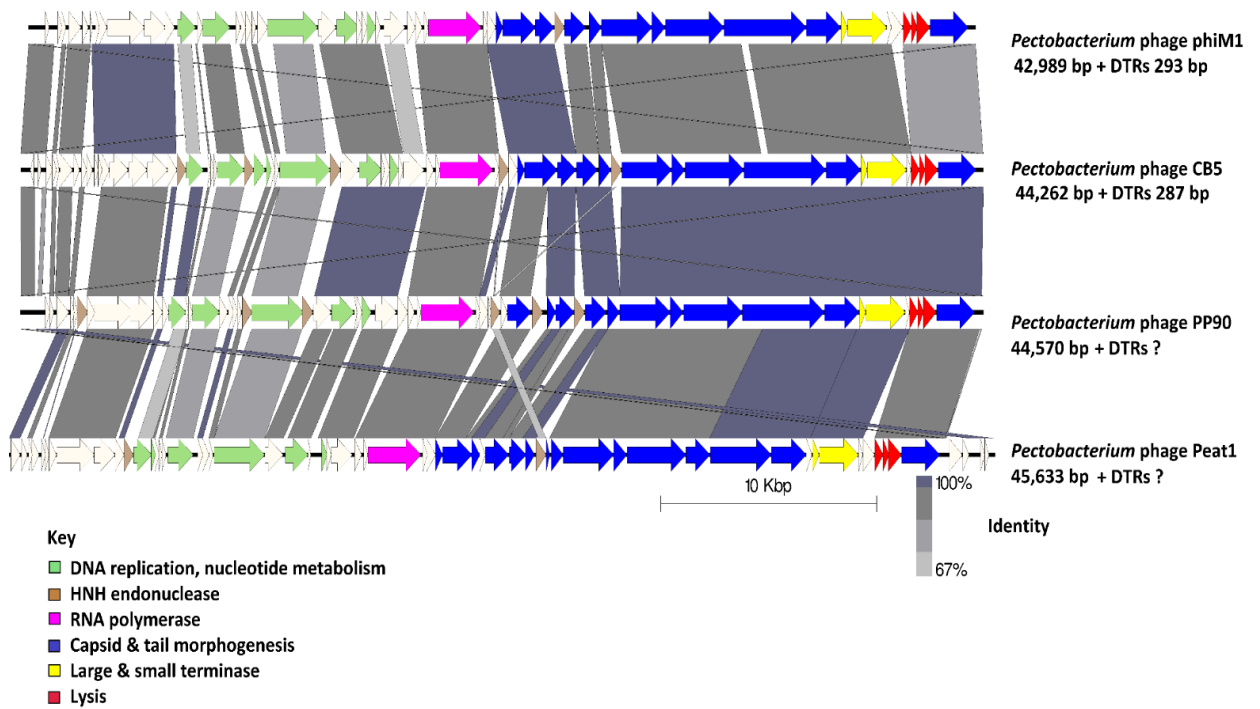 Pectobacterium phage phiM1
42,989 bp + DTRs 293 bp
Pectobacterium phage CB5
44,262 bp + DTRs 287 bp
Pectobacterium phage PP90
44,570 bp + DTRs ?
Pectobacterium phage Peat1
45,633 bp + DTRs ?
10 Kbp
100%
Identity
67%
Key
DNA replication, nucleotide metabolism
HNH endonuclease
RNA polymerase
Capsid & tail morphogenesis
Large & small terminase
Lysis